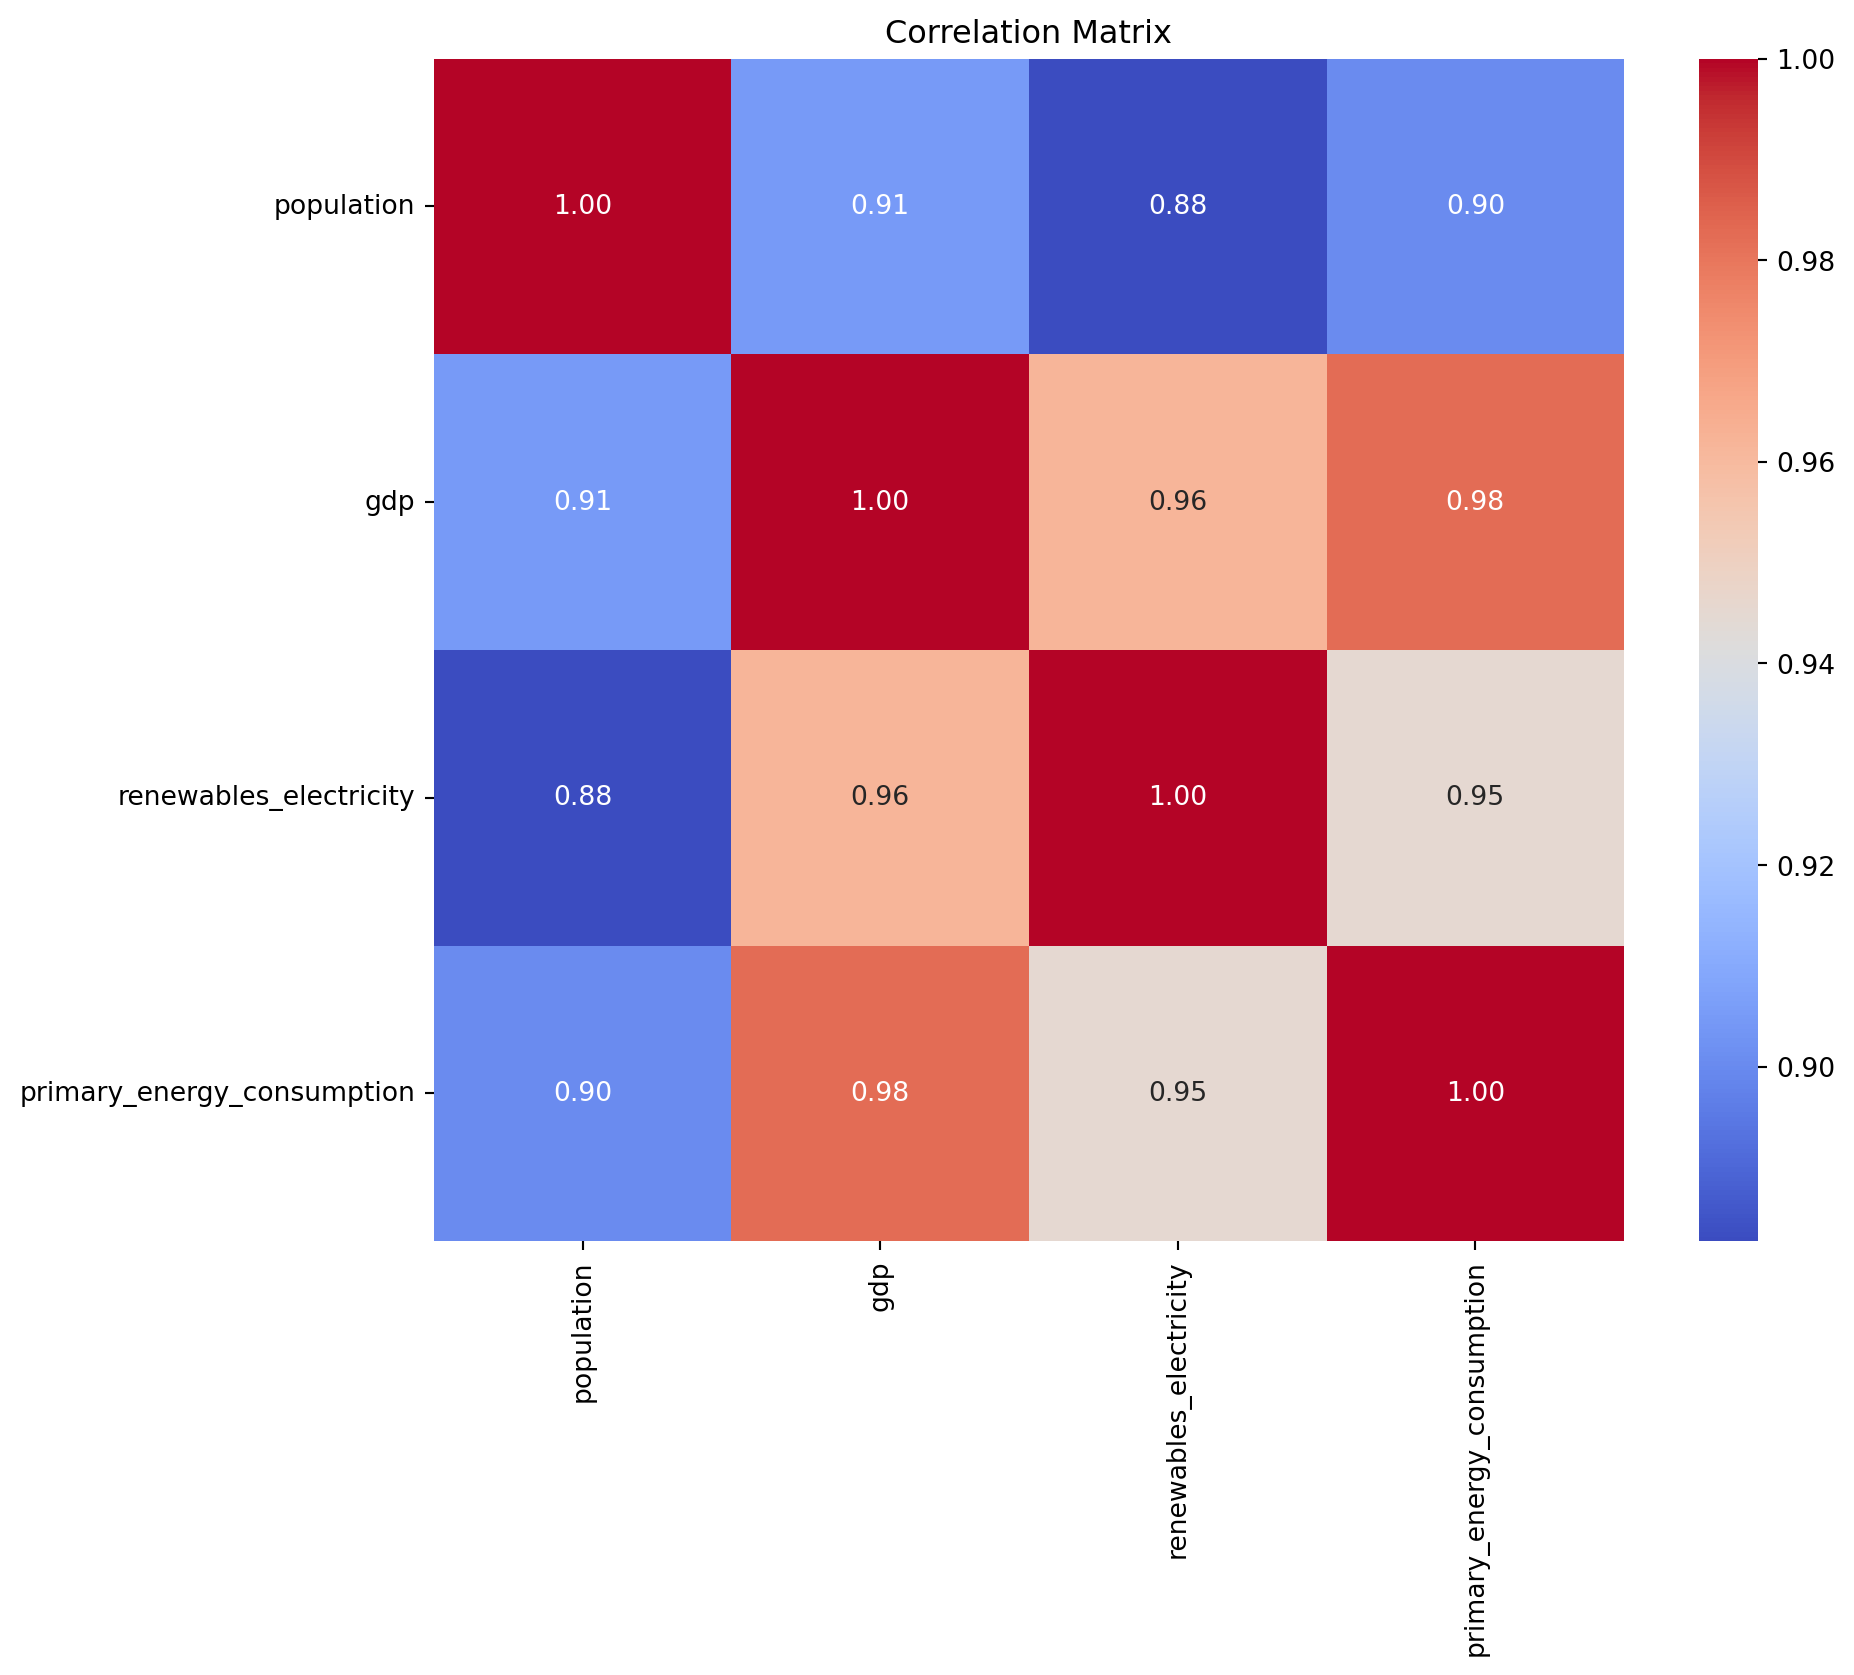 Correlation Matrix
population 1.00 0.91 0.88 0.90
gdp 0.91 1.00 0.96 0.98
renewables_electricity 0.88 0.96 1.00 0.95
primary_energy_consumption 0.90 0.98 0.95 1.00
population
gdp
renewables_electricity
primary_energy_consumption
1.00
0.98
0.96
0.94
0.92
0.90